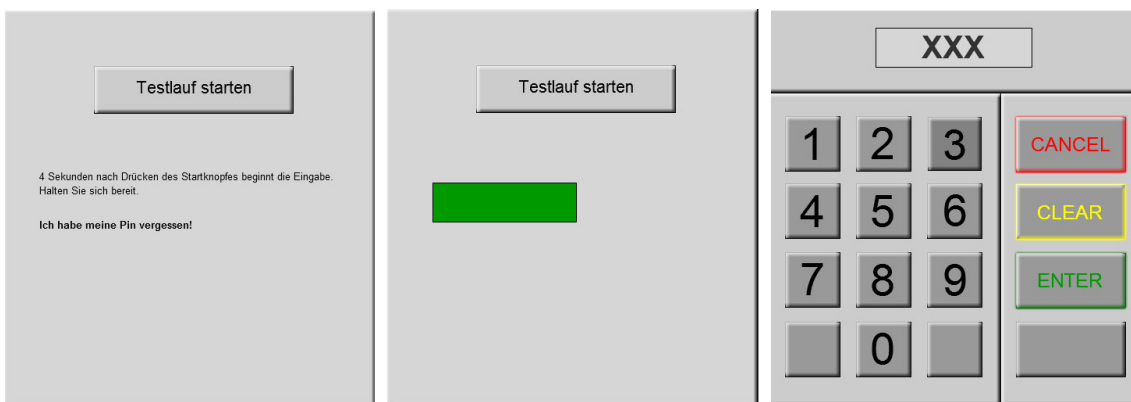 Testlauf starten
4 Sekunden nach Drücken des Startknopfes beginnt die Eingabe.
Halten Sie sich bereit.
Ich habe meine Pin vergessen!
Testlauf starten
XXX
1 2 3 CANCEL
4 5 6 CLEAR
7 8 9 ENTER
0